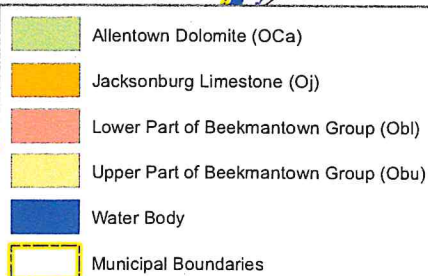 Allentown Dolomite (OCa)
Jacksonburg Limestone (Oj)
Lower Part of Beekmantown Group (Obl)
Upper Part of Beekmantown Group (Obu)
Water Body
Municipal Boundaries